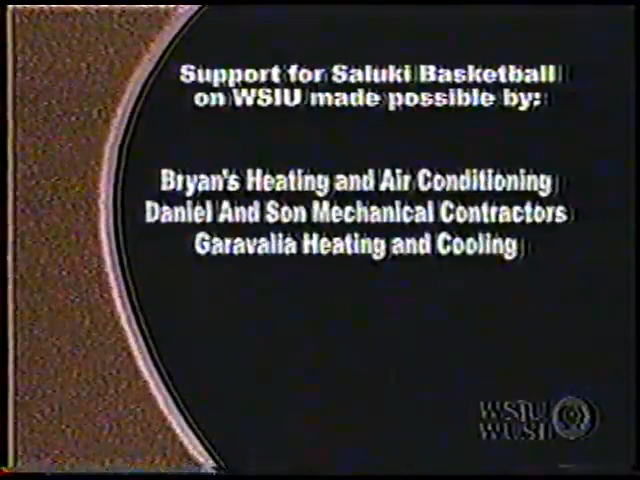 Support for Saluki Basketball
on WSIU made possible by:
Bryan's Heating and Air Conditioning
Daniel And Son Mechanical Contractors
Garavalia Heating and Cooling
WSIU
WUSI